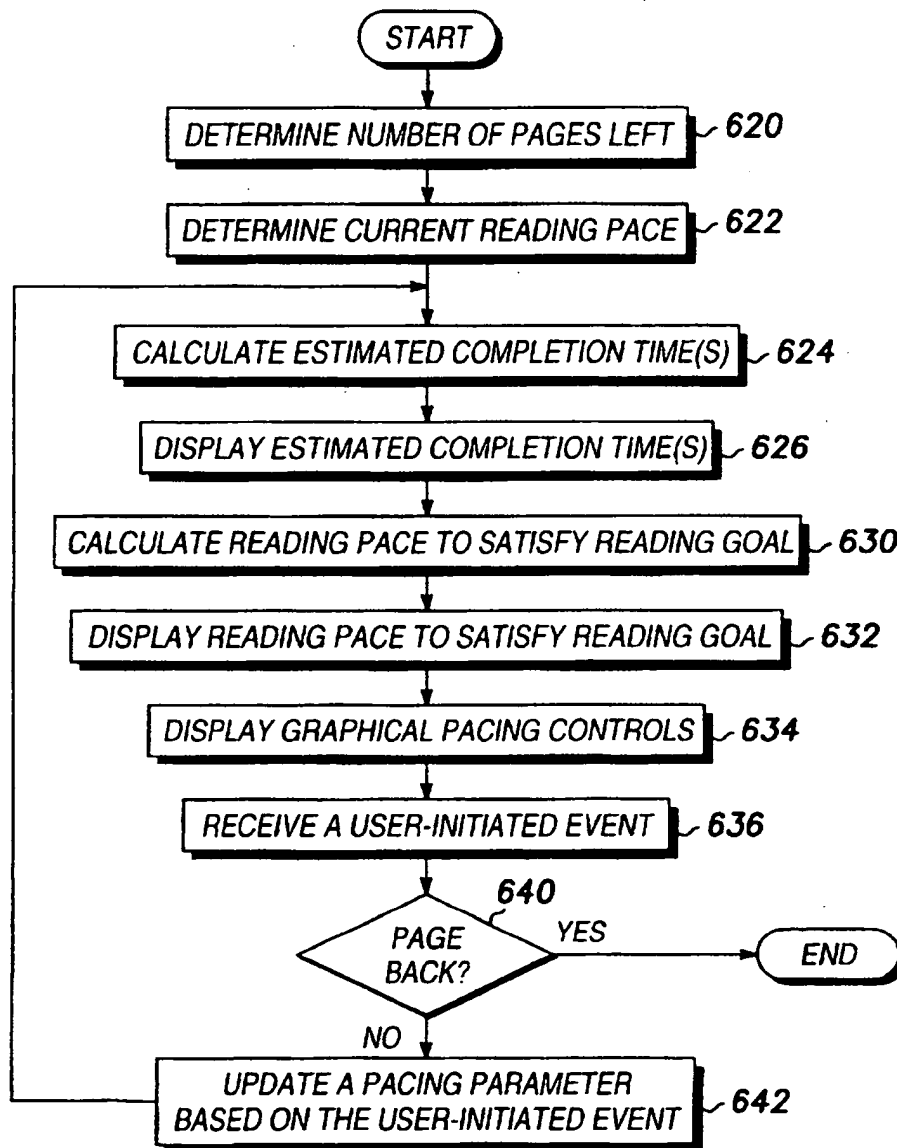 START
DETERMINE NUMBER OF PAGES LEFT 620
DETERMINE CURRENT READING PACE 622
CALCULATE ESTIMATED COMPLETION TIME(S) 624
DISPLAY ESTIMATED COMPLETION TIME(S) 626
CALCULATE READING PACE TO SATISFY READING GOAL 630
DISPLAY READING PACE TO SATISFY READING GOAL 632
DISPLAY GRAPHICAL PACING CONTROLS 634
RECEIVE A USER-INITIATED EVENT 636
640
PAGE
BACK?
YES
END
NO
UPDATE A PACING PARAMETER
BASED ON THE USER-INITIATED EVENT 642